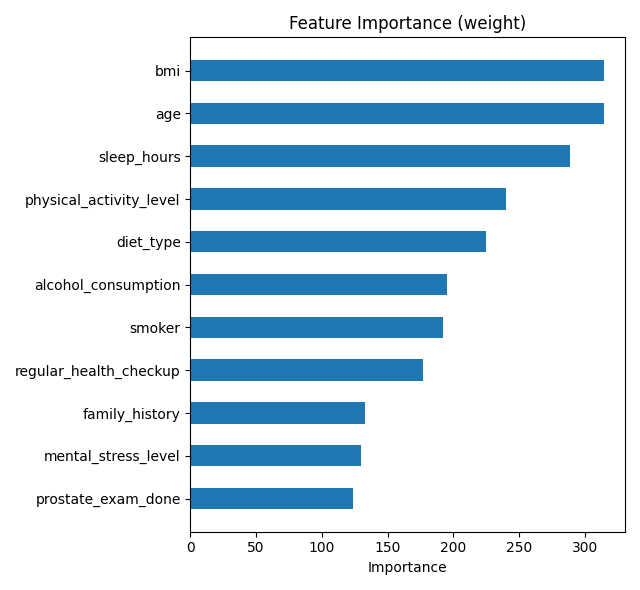 Feature Importance (weight)
bmi
age
sleep_hours
physical_activity_level
diet_type
alcohol_consumption
smoker
regular_health_checkup
family_history
mental_stress_level
prostate_exam_done
0 50 100 150 200 250 300
Importance